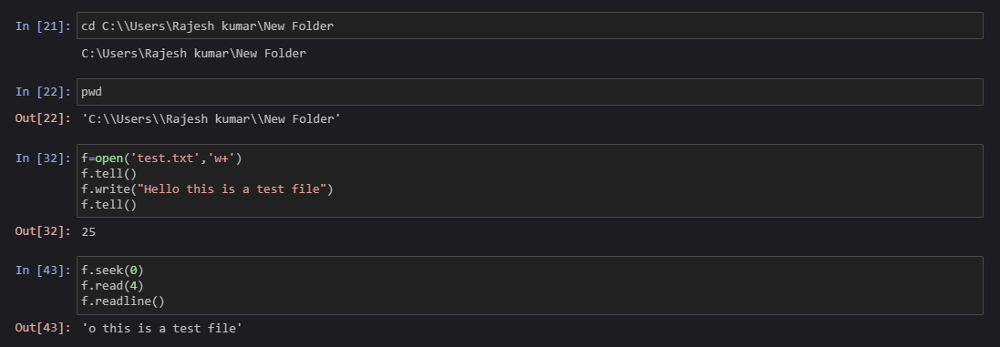 In [21]: cd C:\\Users\Rajesh kumar\New Folder
C:\Users\Rajesh kumar\New Folder
In [22]: pwd
Out[22]: 'C:\\Users\\Rajesh kumar\\New Folder'
In [32]: f=open('test.txt','w+')
f.tell()
f.write("Hello this is a test file")
f.tell()
Out[32]: 25
In [43]: f.seek(0)
f.read(4)
f.readline()
Out[43]: 'o this is a test file'